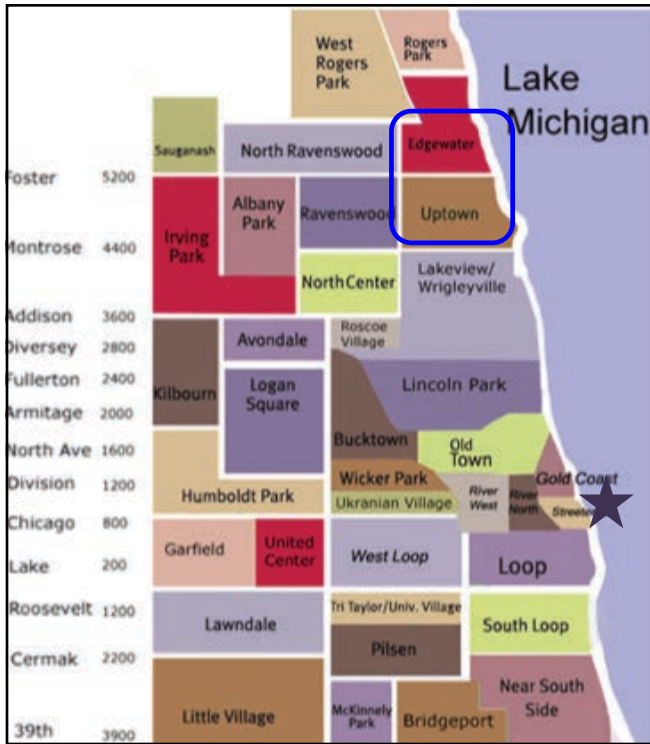 West
Rogers
Park
Rogers
Park
Lake
Michigan
Sauganash
North Ravenswood
Edgewater
Foster 5200
Irving
Park
Albany
Park
Ravenswood
Uptown
Montrose 4400
North Center
Lakeview/
Wrigleyville
Addison 3600
Diversey 2800
Avondale
Roscoe
Village
Fullerton 2400
Kilbourn
Logan
Square
Lincoln Park
Armitage 2000
North Ave 1600
Bucktown
Old
Town
Division 1200
Humboldt Park
Wicker Park
Ukranian Village
River
West
River
North
Gold Coast
Streeter
Chicago 800
Garfield
United
Center
West Loop
Loop
Lake 200
Roosevelt 1200
Lawndale
Tri Taylor/Univ. Village
South Loop
Cermak 2200
Pilsen
Little Village
McKinnely
Park
Bridgeport
Near South
Side
39th 3900